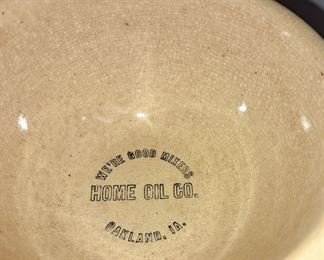 WE'RE GOOD MIXERS
HOME OIL CO.
OAKLAND, IA.